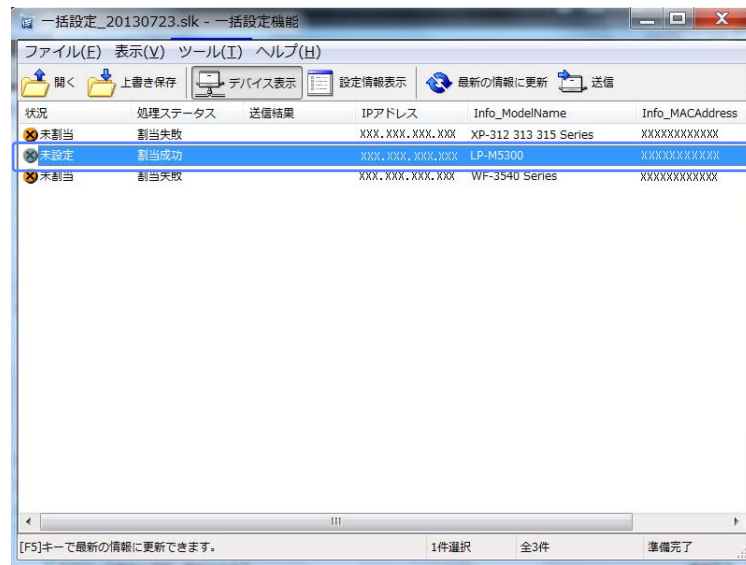 一括設定_20130723.slk - 一括設定機能
ファイル(F) 表示(V) ツール(T) ヘルプ(H)
開く 上書き保存 デバイス表示 設定情報表示 最新の情報に更新 送信
状況 処理ステータス 送信結果 IPアドレス Info_ModelName Info_MACAddress
未割当 割当失敗 XXX.XXX.XXX.XXX XP-312 313 315 Series XXXXXXXXXXXX
未設定 割当成功 XXX.XXX.XXX.XXX LP-M5300 XXXXXXXXXXX
未割当 割当失敗 XXX.XXX.XXX.XXX WF-3540 Series XXXXXXXXXXXX
[F5]キーで最新の情報に更新できます。 1件選択 全3件 準備完了